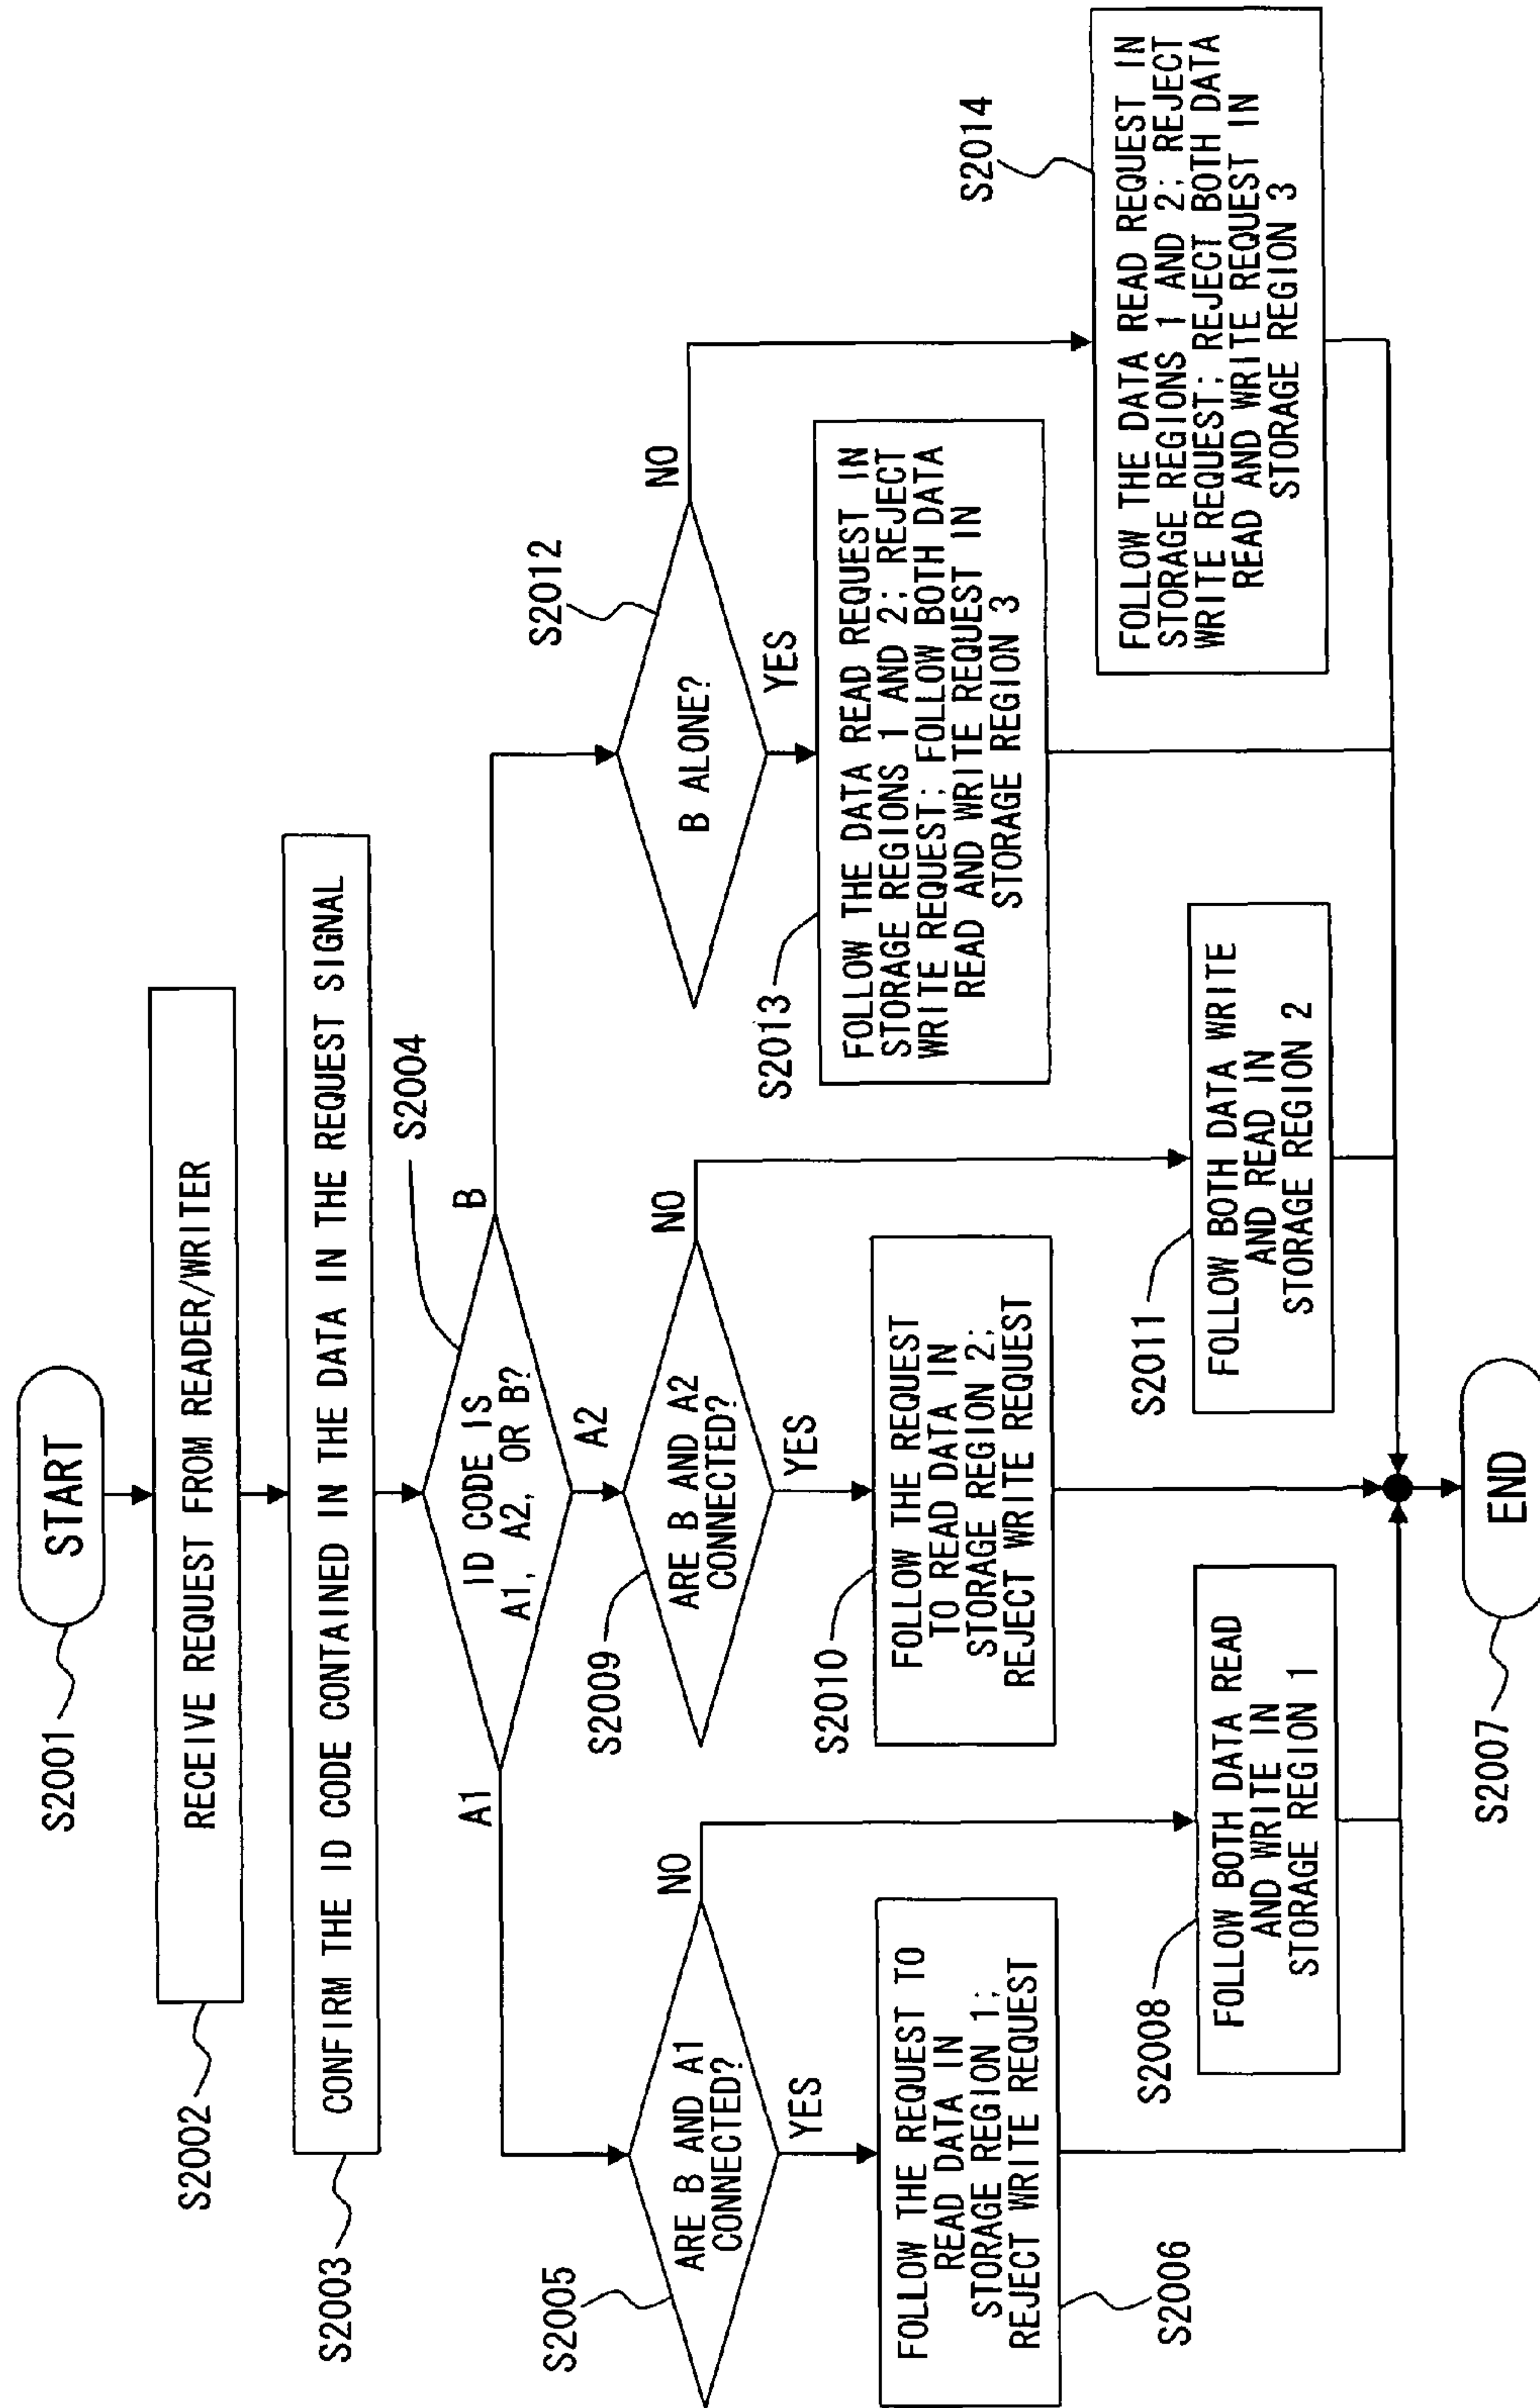 START
S2001
RECEIVE REQUEST FROM READER/WRITER
S2002
CONFIRM THE ID CODE CONTAINED IN THE DATA IN THE REQUEST SIGNAL
S2003
S2004
ID CODE IS
A1, A2, OR B?
A1
A2
B
S2005
ARE B AND A1
CONNECTED?
NO
YES
S2009
ARE B AND A2
CONNECTED?
NO
YES
S2012
B ALONE?
NO
YES
FOLLOW THE REQUEST TO
READ DATA IN
STORAGE REGION 1;
REJECT WRITE REQUEST
S2006
S2010
FOLLOW THE REQUEST
TO READ DATA IN
STORAGE REGION 2;
REJECT WRITE REQUEST
S2013
FOLLOW THE DATA READ REQUEST IN
STORAGE REGIONS 1 AND 2; REJECT
WRITE REQUEST; FOLLOW BOTH DATA
READ AND WRITE REQUEST IN
STORAGE REGION 3
S2014
FOLLOW THE DATA READ REQUEST IN
STORAGE REGIONS 1 AND 2; REJECT
WRITE REQUEST; REJECT BOTH DATA
READ AND WRITE REQUEST IN
STORAGE REGION 3
S2008
FOLLOW BOTH DATA READ
AND WRITE IN
STORAGE REGION 1
S2011
FOLLOW BOTH DATA WRITE
AND READ IN
STORAGE REGION 2
S2007
END